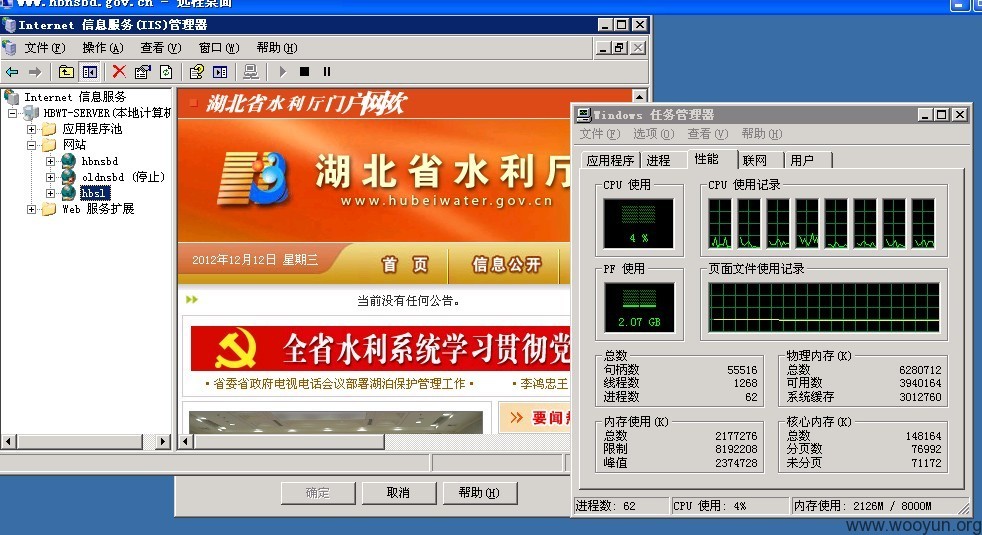 www.hbnsbd.gov.cn - 远程桌面
Internet 信息服务(IIS)管理器
文件(F) 操作(A) 查看(V) 窗口(W) 帮助(H)
Internet 信息服务
HBWT-SERVER(本地计算机
应用程序池
网站
hbnsbd
oldnsbd (停止)
hbsl
Web 服务扩展
湖北省水利厅门户网欢
湖北省水利厅
www.hubeiwater.gov.cn
2012年12月12日 星期三
首 页
信息公开
当前没有任何公告。
全省水利系统学习贯彻党
•省委省政府电视电话会议部署湖泊保护管理工作•
•李鸿忠王
要闻热
确定
取消
帮助(H)
Windows 任务管理器
文件(F) 选项(O) 查看(V) 帮助(H)
应用程序 进程 性能 联网 用户
CPU 使用
4 %
CPU 使用记录
PF 使用
2.07 GB
页面文件使用记录
总数
句柄数 55516
线程数 1268
进程数 62
物理内存(K)
总数 6280712
可用数 3940164
系统缓存 3012760
内存使用(K)
总数 2177276
限制 8192208
峰值 2374728
核心内存(K)
总数 148164
分页数 76992
未分页 71172
进程数: 62
CPU 使用: 4%
内存使用: 2126M / 8000M
www.wooyun.org